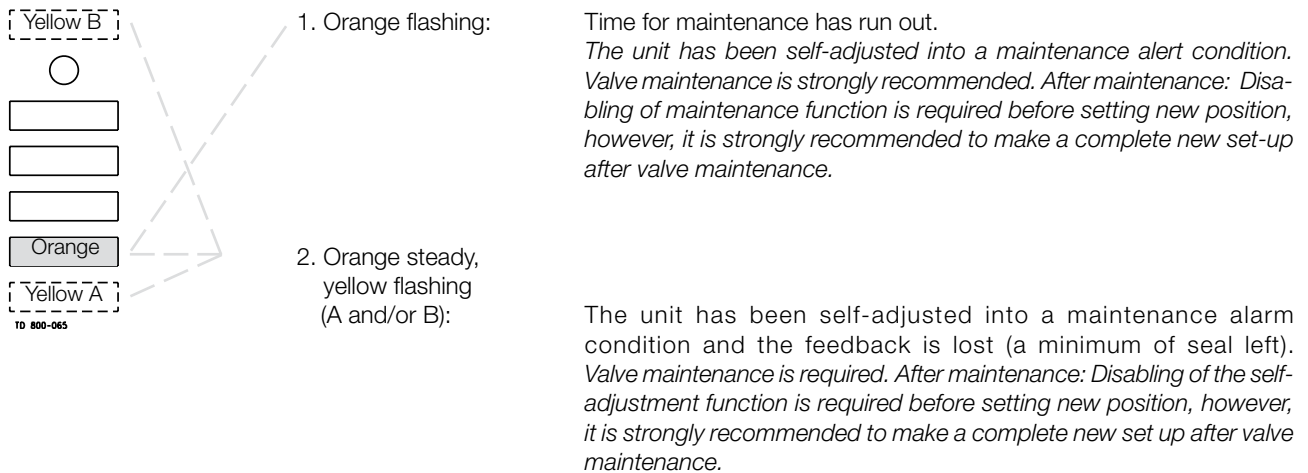 Yellow B
Orange
Yellow A
TD 800-065
1. Orange flashing:
Time for maintenance has run out.
The unit has been self-adjusted into a maintenance alert condition.
Valve maintenance is strongly recommended. After maintenance: Disa-
bling of maintenance function is required before setting new position,
however, it is strongly recommended to make a complete new set-up
after valve maintenance.
2. Orange steady,
yellow flashing
(A and/or B):
The unit has been self-adjusted into a maintenance alarm
condition and the feedback is lost (a minimum of seal left).
Valve maintenance is required. After maintenance: Disabling of the self-
adjustment function is required before setting new position, however,
it is strongly recommended to make a complete new set up after valve
maintenance.